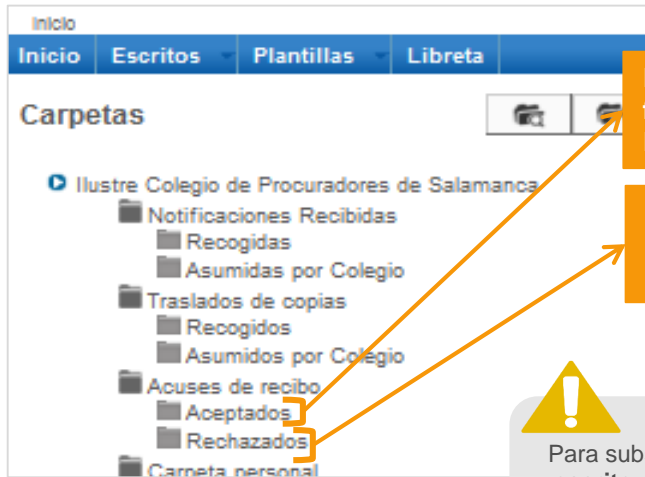 Inicio
Inicio Escritos Plantillas Libreta
Carpetas
Ilustre Colegio de Procuradores de Salamanca
Notificaciones Recibidas
Recogidas
Asumidas por Colegio
Traslados de copias
Recogidos
Asumidos por Colegio
Acuses de recibo
Aceptados
Rechazados
Carpeta personal
Para sub